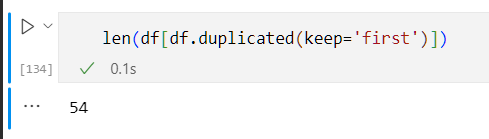 len(df[df.duplicated(keep='first')])
[134]
0.1s
54